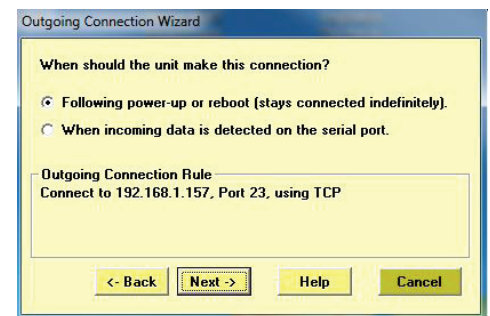 Outgoing Connection Wizard
When should the unit make this connection?
Following power-up or reboot (stays connected indefinitely).
When incoming data is detected on the serial port.
Outgoing Connection Rule
Connect to 192.168.1.157, Port 23, using TCP
<- Back Next -> Help Cancel